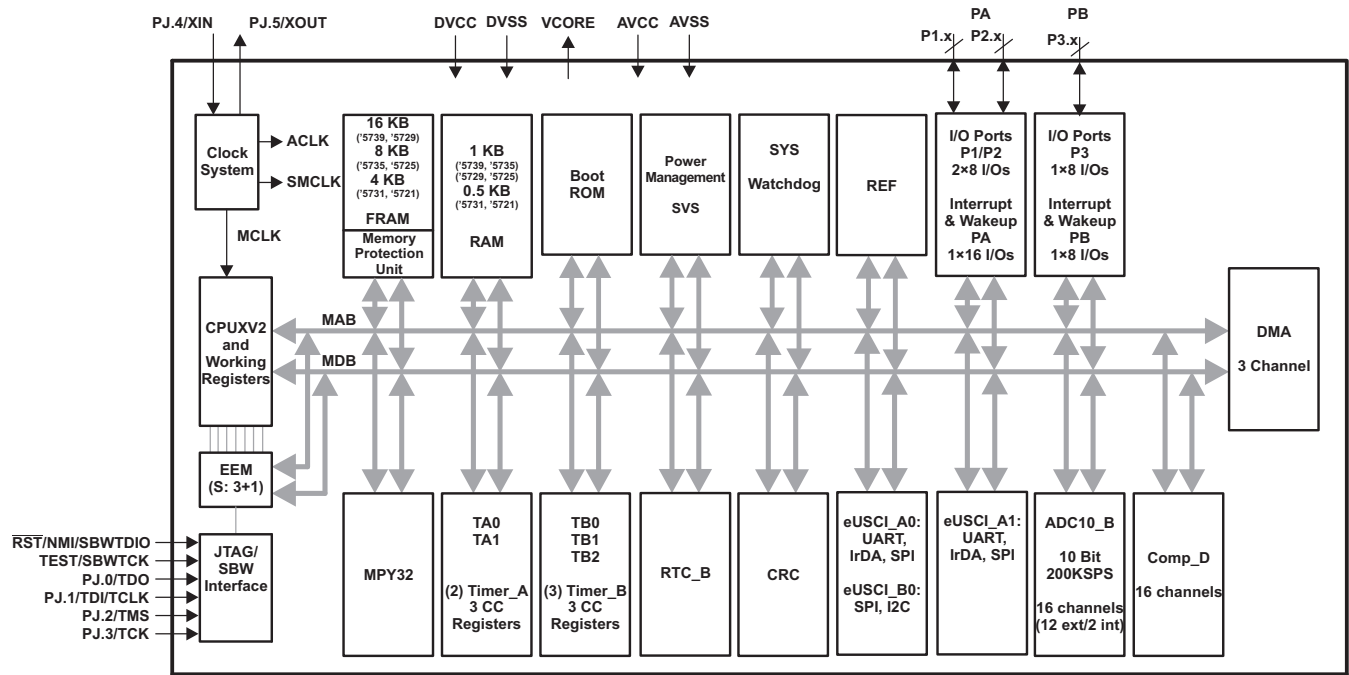 PJ.4/XIN
PJ.5/XOUT
DVCC
DVSS
VCORE
AVCC
AVSS
PA
P1.x
P2.x
PB
P3.x
Clock
System
ACLK
SMCLK
MCLK
16 KB
('5739, '5729)
8 KB
('5735, '5725)
4 KB
('5731, '5721)
FRAM
Memory
Protection
Unit
1 KB
('5739, '5735)
('5729, '5725)
0.5 KB
('5731, '5721)
RAM
Boot
ROM
Power
Management
SVS
SYS
Watchdog
REF
I/O Ports
P1/P2
2×8 I/Os
Interrupt
& Wakeup
PA
1×16 I/Os
I/O Ports
P3
1×8 I/Os
Interrupt
& Wakeup
PB
1×8 I/Os
CPUXV2
and
Working
Registers
MAB
MDB
DMA
3 Channel
EEM
(S: 3+1)
RST/NMI/SBWTDIO
TEST/SBWTCK
PJ.0/TDO
PJ.1/TDI/TCLK
PJ.2/TMS
PJ.3/TCK
JTAG/
SBW
Interface
MPY32
TA0
TA1
(2) Timer_A
3 CC
Registers
TB0
TB1
TB2
(3) Timer_B
3 CC
Registers
RTC_B
CRC
eUSCI_A0:
UART,
IrDA, SPI
eUSCI_B0:
SPI, I2C
eUSCI_A1:
UART,
IrDA, SPI
ADC10_B
10 Bit
200KSPS
16 channels
(12 ext/2 int)
Comp_D
16 channels